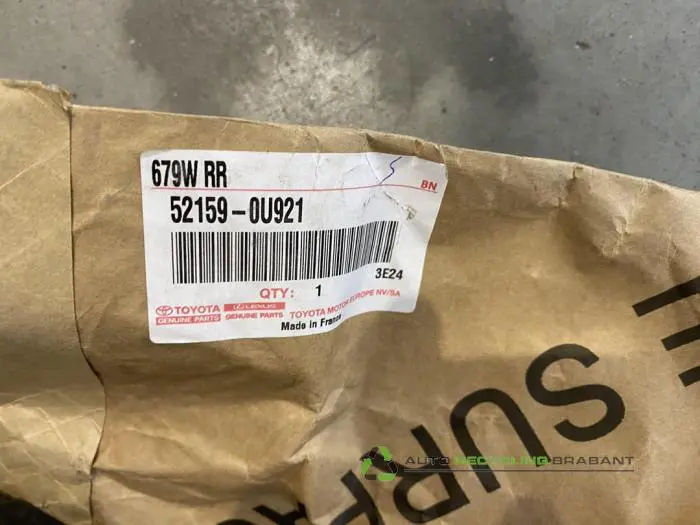 679W RR
5
BN
52159-0U921
3E24
QTY: 1
TOYOTA LEXUS TOYOTA MOTOR EUROPE NV/SA
GENUINE PARTS GENUINE PARTS
Made in France
AUTO RECYCLING BRABANT